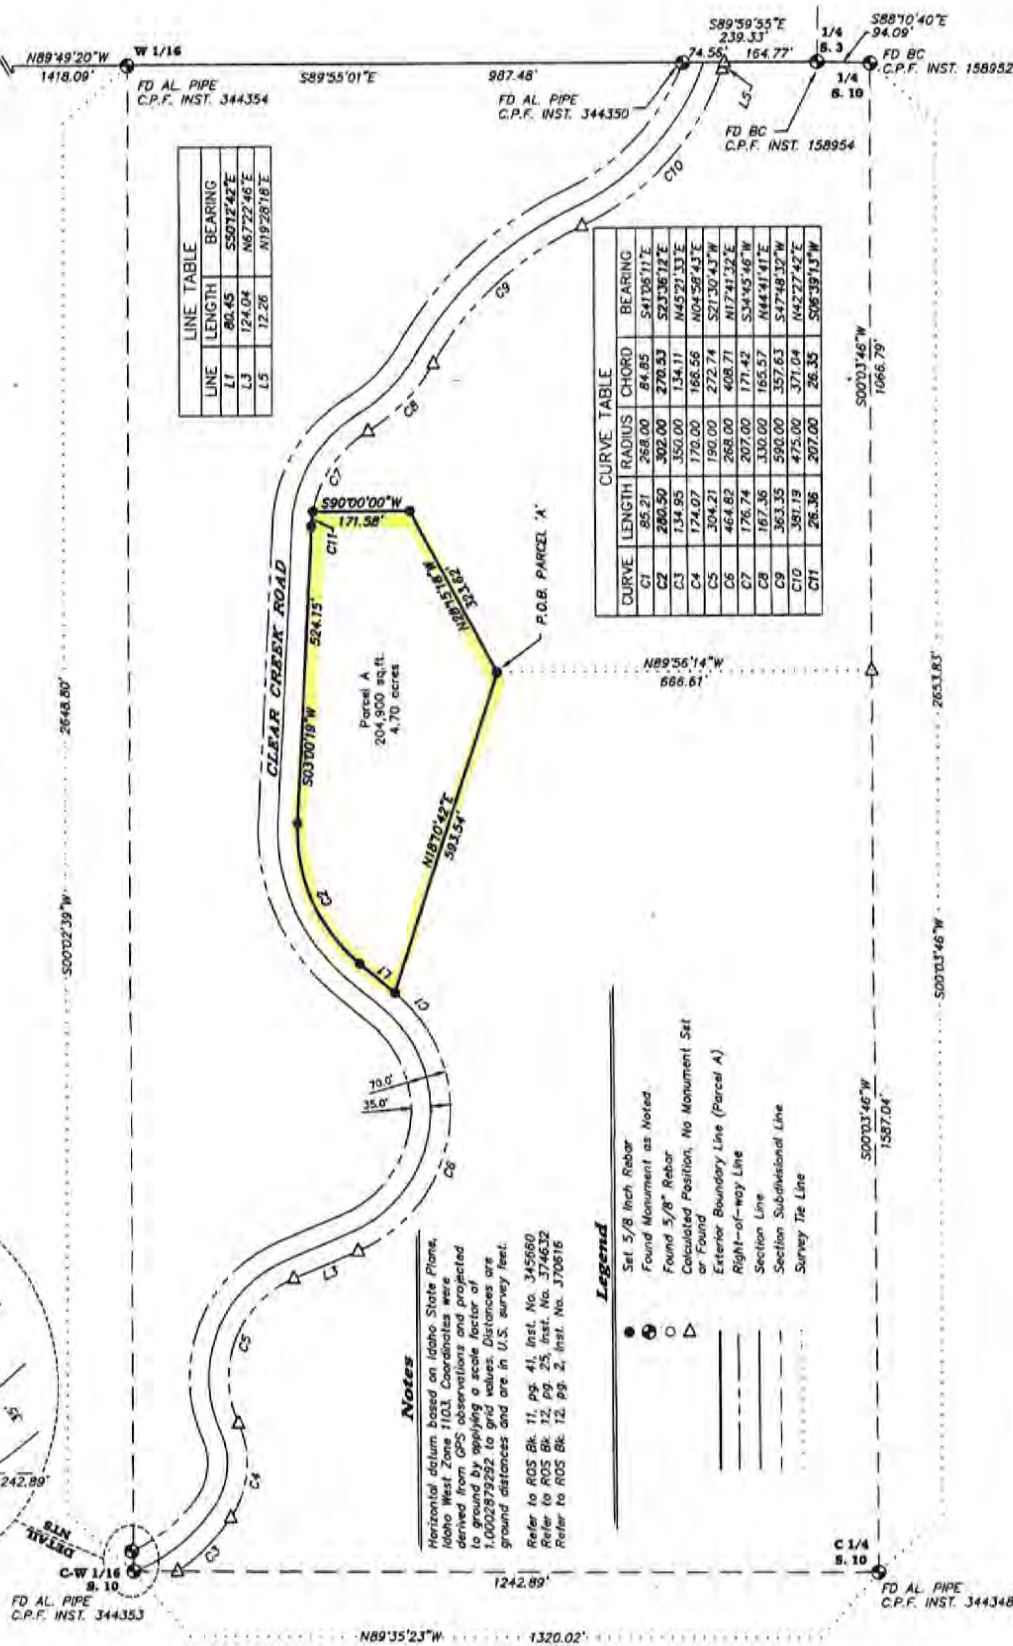 N89°49'20"W
1418.09'
W 1/16
FD AL. PIPE
C.P.F. INST. 344354
S89°55'01"E
987.46'
FD AL. PIPE
C.P.F. INST. 344350
S89°59'55"E
239.33'
74.56'
164.77'
1/4
S. 3
1/4
S. 10
S88°10'40"E
94.09'
FD BC
C.P.F. INST. 158952
FD BC
C.P.F. INST. 158954
L5
C10
C9
C8
C7
LINE TABLE
LINE LENGTH BEARING
L1 80.45 S50°12'42"E
L3 124.04 N67°22'46"E
L5 12.26 N19°28'18"E
CURVE TABLE
CURVE LENGTH RADIUS CHORD BEARING
C1 85.21 268.00 84.85 S41°06'11"E
C2 280.50 302.00 270.53 S23°36'12"E
C3 134.95 350.00 134.11 N45°21'33"E
C4 174.07 170.00 166.56 N04°58'43"E
C5 304.21 190.00 272.74 S21°30'43"W
C6 464.82 268.00 408.71 N17°41'32"E
C7 176.74 207.00 171.42 S34°45'46"W
C8 167.36 330.00 165.57 N44°41'41"E
C9 363.35 590.00 357.63 S47°48'32"W
C10 381.19 475.00 371.04 N42°27'42"E
C11 26.36 207.00 26.35 S06°39'13"W
S00°03'46"W
1066.79'
S90°00'00"W
171.58'
C11
N28°15'18"W
323.62'
P.O.B. PARCEL 'A'
CLEAR CREEK ROAD
524.15'
S03°00'19"W
Parcel A
204,900 sq.ft.
4.70 acres
N89°56'14"W
666.61'
2648.80'
S00°02'39"W
2653.83'
S00°03'46"W
N18°10'42"E
593.54'
C2
L1
C1
70.0'
35.0'
C6
L3
C5
C4
C3
S00°03'46"W
1587.04'
Notes
Horizontal datum based on Idaho State Plane,
Idaho West Zone 1103. Coordinates were
derived from GPS observations and projected
to ground by applying a scale factor of
1.0002879292 to grid values. Distances are
ground distances and are in U.S. survey feet.
Refer to ROS Bk. 11, pg. 41, Inst. No. 345660
Refer to ROS Bk. 12, pg. 25, Inst. No. 374632
Refer to ROS Bk. 12, pg. 2, Inst. No. 370616
Legend
Set 5/8 Inch Rebar
Found Monument as Noted
Found 5/8" Rebar
Calculated Position, No Monument Set
or Found
Exterior Boundary Line (Parcel A)
Right-of-way Line
Section Line
Section Subdivisional Line
Survey Tie Line
35'
242.89'
DETAIL
NTS
C-W 1/16
S. 10
FD AL. PIPE
C.P.F. INST. 344353
1242.89'
C 1/4
S. 10
FD AL. PIPE
C.P.F. INST. 344348
N89°35'23"W
1320.02'